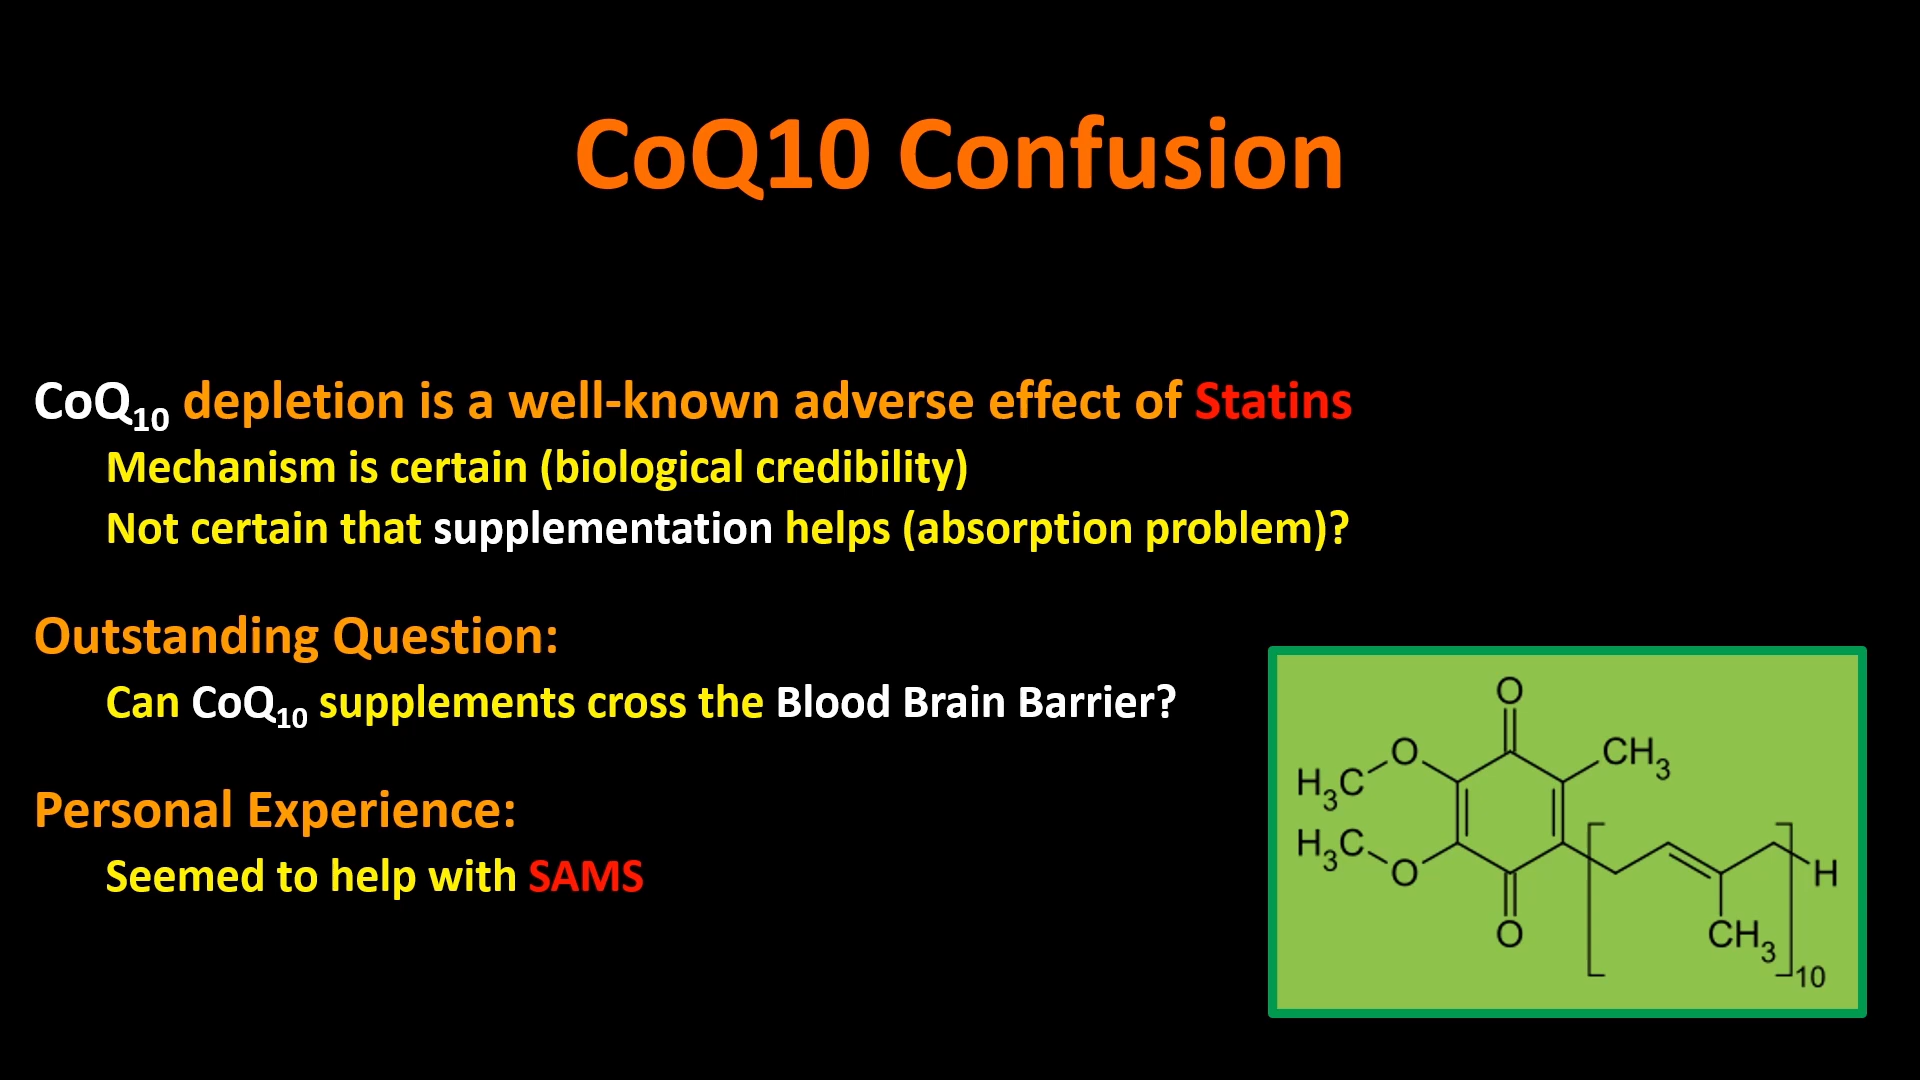 CoQ10 Confusion
CoQ₁₀ depletion is a well-known adverse effect of Statins
Mechanism is certain (biological credibility)
Not certain that supplementation helps (absorption problem)?
Outstanding Question:
Can CoQ₁₀ supplements cross the Blood Brain Barrier?
Personal Experience:
Seemed to help with SAMS
O
O CH₃
H₃C
H₃C
O H
O CH₃
10